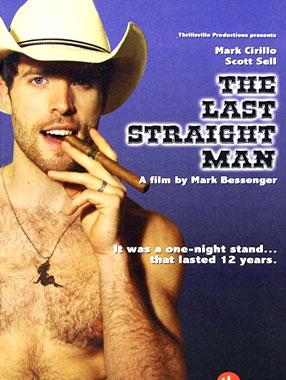 Thrillsville Productions presents
Mark Cirillo
Scott Sell
THE
LAST
STRAIGHT
MAN
A film by Mark Bessenger
It was a one-night stand...
that lasted 12 years.